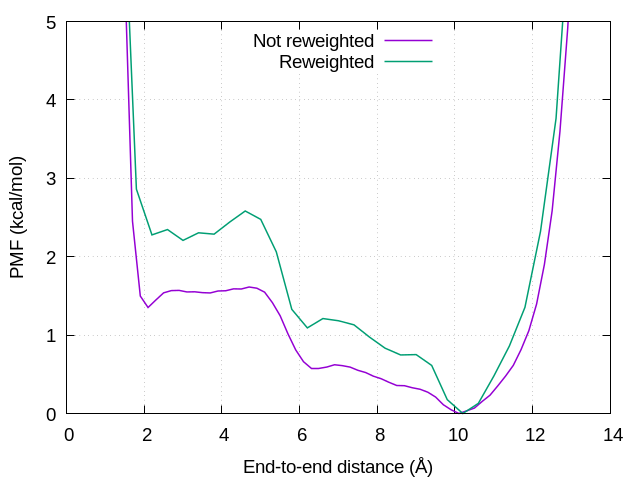 5
4
3
2
1
0
PMF (kcal/mol)
Not reweighted
Reweighted
0 2 4 6 8 10 12 14
End-to-end distance (Å)